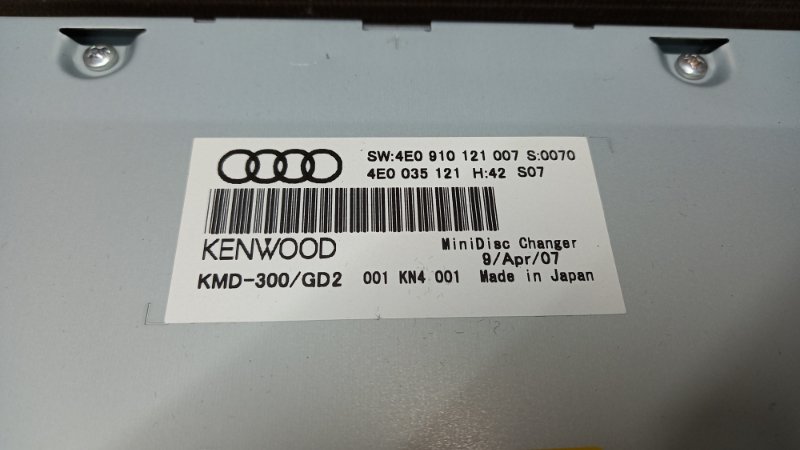 SW:4E0 910 121 007 S:0070
4E0 035 121 H:42 S07
KENWOOD
MiniDisc Changer
9/Apr/07
KMD-300/GD2 001 KN4 001 Made in Japan